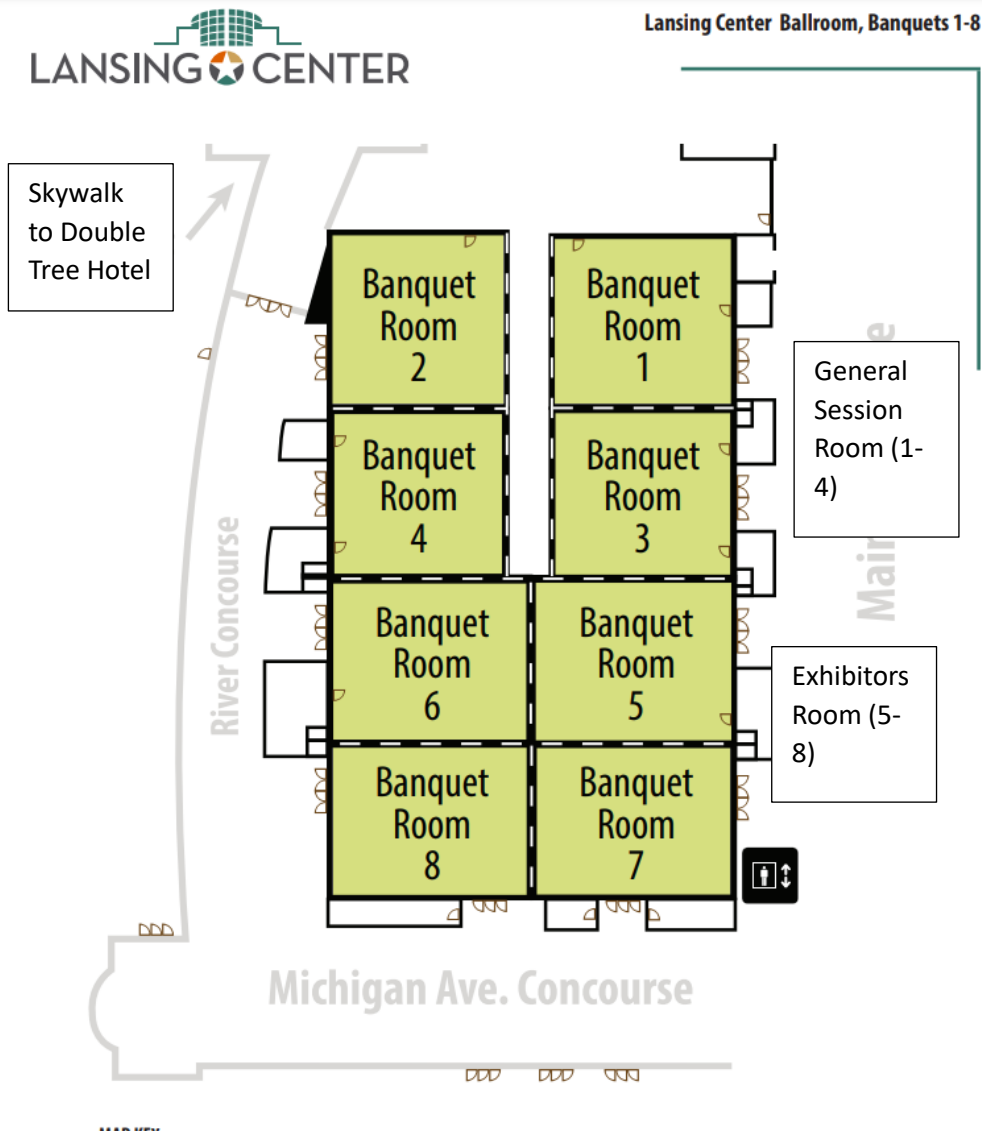 Lansing Center Ballroom, Banquets 1-8
LANSING CENTER
Skywalk
to Double
Tree Hotel
Banquet
Room
2
Banquet
Room
1
General
Session
Room (1-
4)
Banquet
Room
4
Banquet
Room
3
River Concourse
Banquet
Room
6
Banquet
Room
5
Exhibitors
Room (5-
8)
Banquet
Room
8
Banquet
Room
7
Michigan Ave. Concourse
MAP KEY